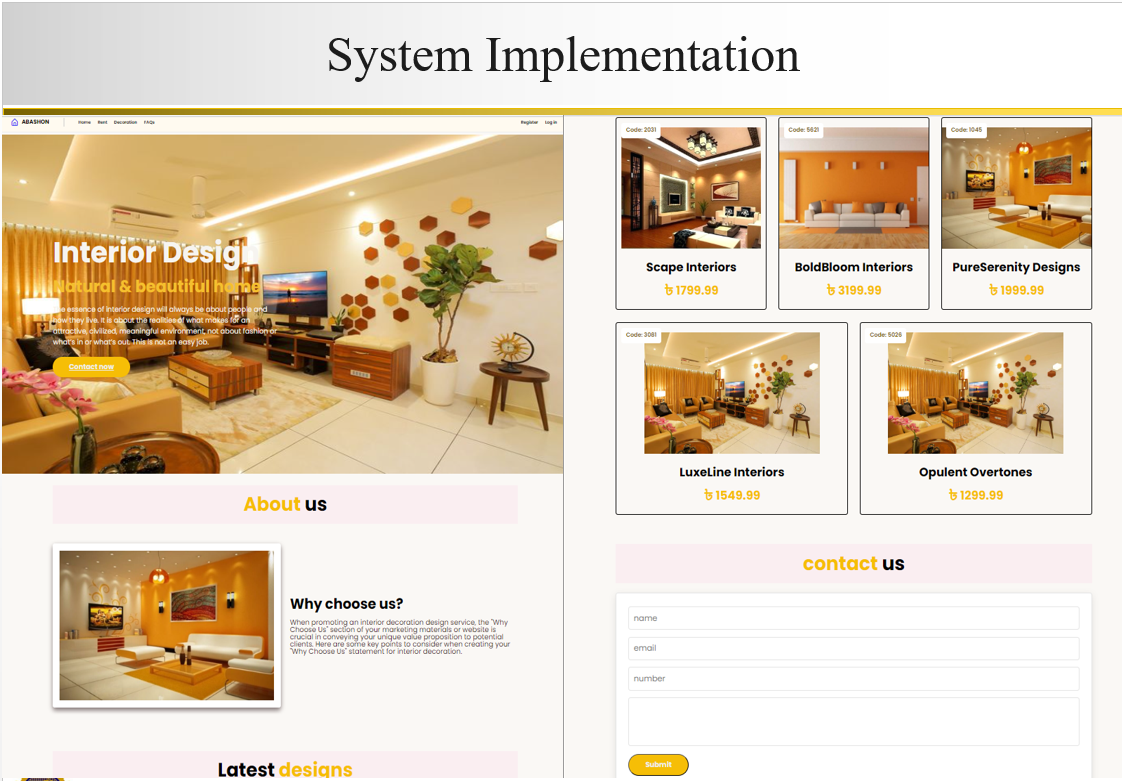 System Implementation
ABASHON Home Rent Decoration FAQs Register Log in
Interior Design
Natural & beautiful home
The essence of interior design will always be about people and
how they live. It is about the realities of what makes for an
attractive, civilized, meaningful environment, not about fashion or
what's in or what's out. This is not an easy job.
Contact now
About us
Why choose us?
When promoting an interior decoration design service, the "Why
Choose Us" section of your marketing materials or website is
crucial in conveying your unique value proposition to potential
clients. Here are some key points to consider when creating your
"Why Choose Us" statement for interior decoration.
Latest designs
Code: 2031
Scape Interiors
৳ 1799.99
Code: 5621
BoldBloom Interiors
৳ 3199.99
Code: 1045
PureSerenity Designs
৳ 1999.99
Code: 3081
LuxeLine Interiors
৳ 1549.99
Code: 5026
Opulent Overtones
৳ 1299.99
contact us
name
email
number
Submit